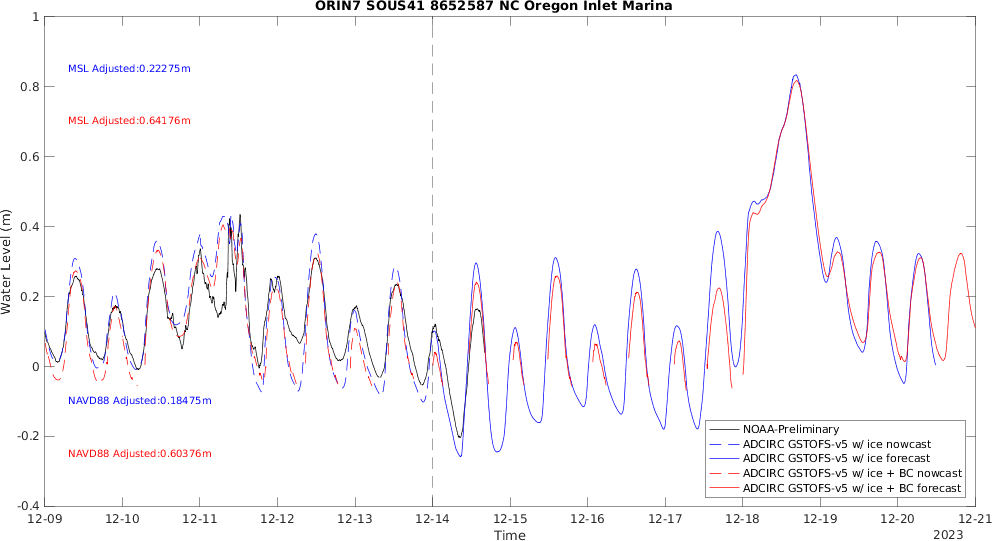 ORIN7 SOUS41 8652587 NC Oregon Inlet Marina
1
0.8
0.6
0.4
0.2
0
-0.2
-0.4
Water Level (m)
MSL Adjusted:0.22275m
MSL Adjusted:0.64176m
NAVD88 Adjusted:0.18475m
NAVD88 Adjusted:0.60376m
NOAA-Preliminary
ADCIRC GSTOFS-v5 w/ ice nowcast
ADCIRC GSTOFS-v5 w/ ice forecast
ADCIRC GSTOFS-v5 w/ ice + BC nowcast
ADCIRC GSTOFS-v5 w/ ice + BC forecast
12-09 12-10 12-11 12-12 12-13 12-14 12-15 12-16 12-17 12-18 12-19 12-20 12-21
Time
2023